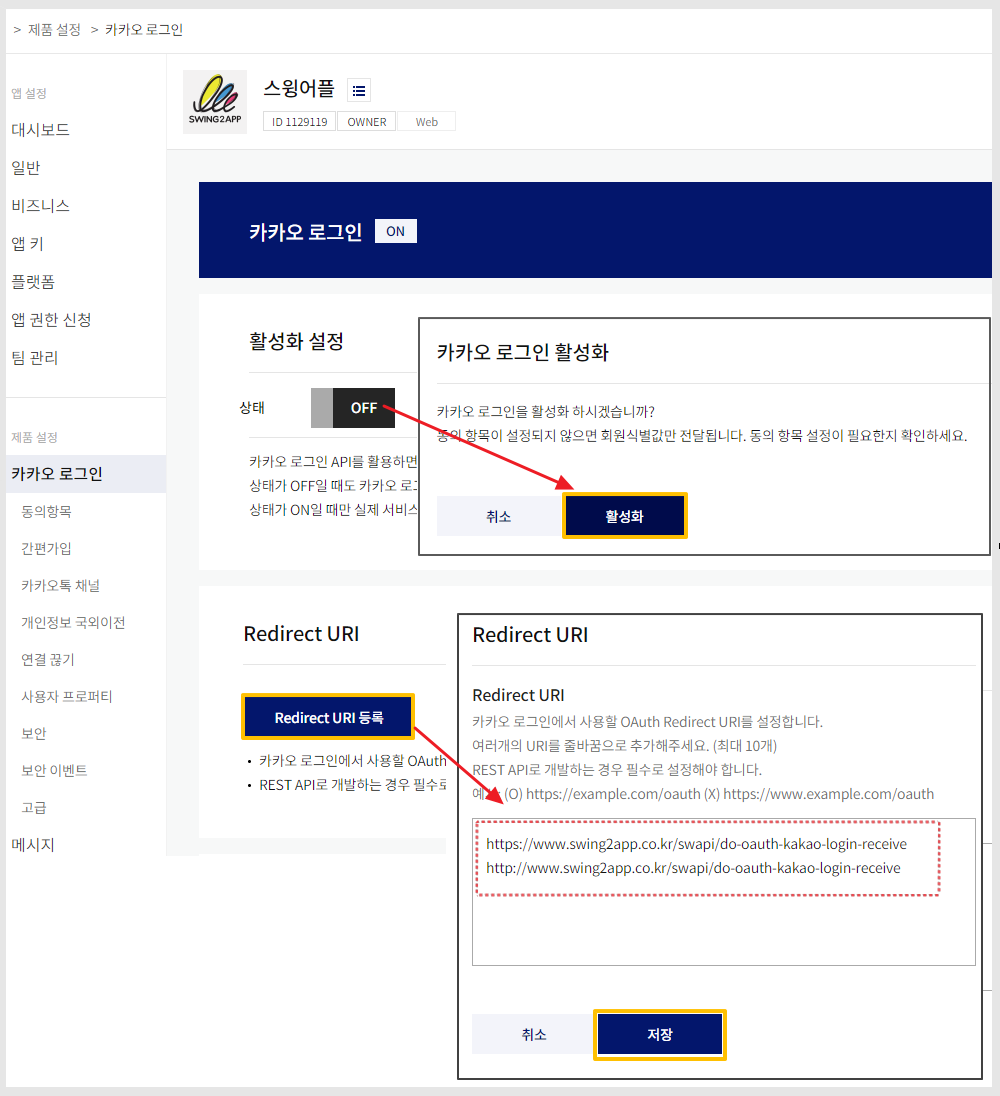 > 제품 설정 > 카카오 로그인
앱 설정
대시보드
일반
비즈니스
앱 키
플랫폼
앱 권한 신청
팀 관리
제품 설정
카카오 로그인
동의항목
간편가입
카카오톡 채널
개인정보 국외이전
연결 끊기
사용자 프로퍼티
보안
보안 이벤트
고급
메시지
SWING2APP
스윙어플
ID 1129119 OWNER Web
카카오 로그인 ON
활성화 설정
상태 OFF
카카오 로그인 API를 활용하면
상태가 OFF일 때도 카카오 로그
상태가 ON일 때만 실제 서비스
카카오 로그인 활성화
카카오 로그인을 활성화 하시겠습니까?
동의 항목이 설정되지 않으면 회원식별값만 전달됩니다. 동의 항목 설정이 필요한지 확인하세요.
취소 활성화
Redirect URI
Redirect URI 등록
• 카카오 로그인에서 사용할 OAuth
• REST API로 개발하는 경우 필수로
Redirect URI
Redirect URI
카카오 로그인에서 사용할 OAuth Redirect URI를 설정합니다.
여러개의 URI를 줄바꿈으로 추가해주세요. (최대 10개)
REST API로 개발하는 경우 필수로 설정해야 합니다.
(O) https://example.com/oauth (X) https://www.example.com/oauth
https://www.swing2app.co.kr/swapi/do-oauth-kakao-login-receive
http://www.swing2app.co.kr/swapi/do-oauth-kakao-login-receive
취소 저장